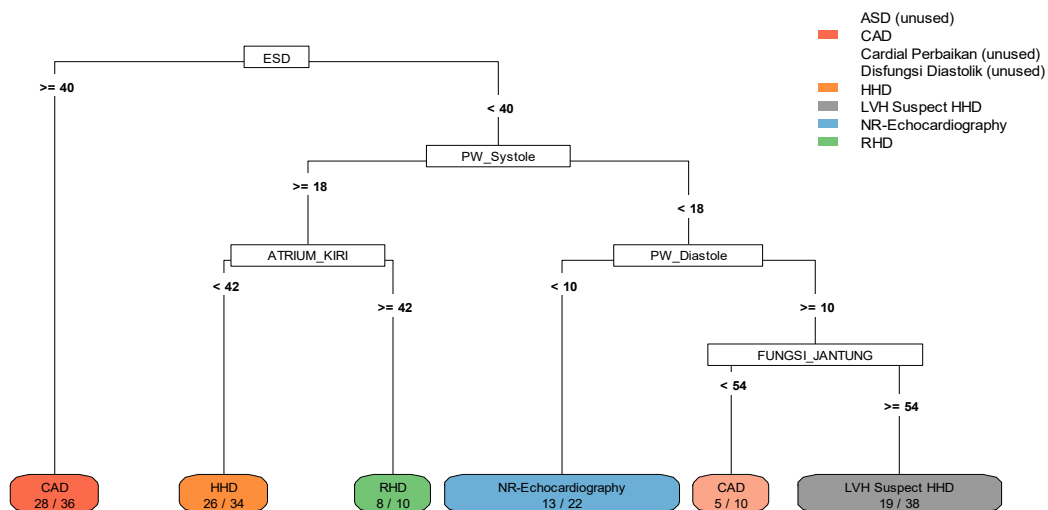 ASD (unused)
CAD
Cardial Perbaikan (unused)
Disfungsi Diastolik (unused)
HHD
LVH Suspect HHD
NR-Echocardiography
RHD
ESD
>= 40
< 40
PW_Systole
>= 18
< 18
ATRIUM_KIRI
PW_Diastole
< 42
>= 42
< 10
>= 10
FUNGSI_JANTUNG
< 54
>= 54
CAD
28 / 36
HHD
26 / 34
RHD
8 / 10
NR-Echocardiography
13 / 22
CAD
5 / 10
LVH Suspect HHD
19 / 38